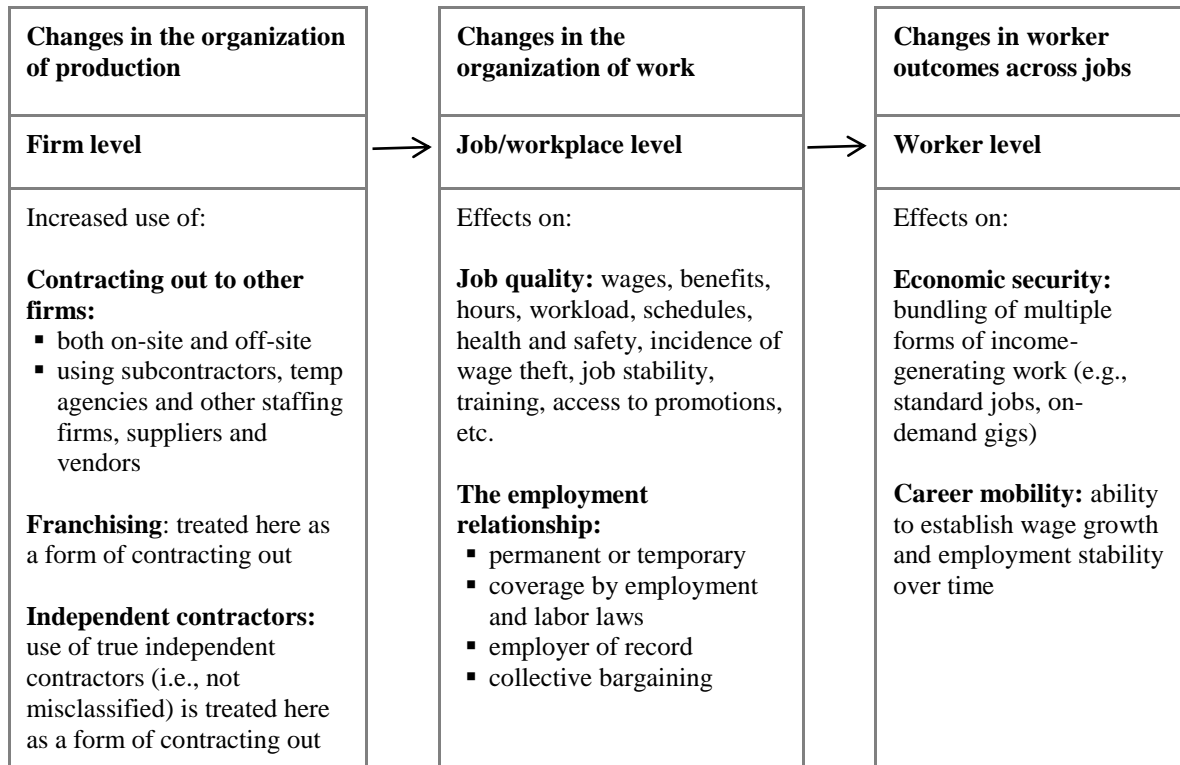 Changes in the organization
of production
Firm level
Increased use of:
Contracting out to other
firms:
▪ both on-site and off-site
▪ using subcontractors, temp
agencies and other staffing
firms, suppliers and
vendors
Franchising: treated here as
a form of contracting out
Independent contractors:
use of true independent
contractors (i.e., not
misclassified) is treated here
as a form of contracting out
Changes in the
organization of work
Job/workplace level
Effects on:
Job quality: wages, benefits,
hours, workload, schedules,
health and safety, incidence of
wage theft, job stability,
training, access to promotions,
etc.
The employment
relationship:
▪ permanent or temporary
▪ coverage by employment
and labor laws
▪ employer of record
▪ collective bargaining
Changes in worker
outcomes across jobs
Worker level
Effects on:
Economic security:
bundling of multiple
forms of income-
generating work (e.g.,
standard jobs, on-
demand gigs)
Career mobility: ability
to establish wage growth
and employment stability
over time